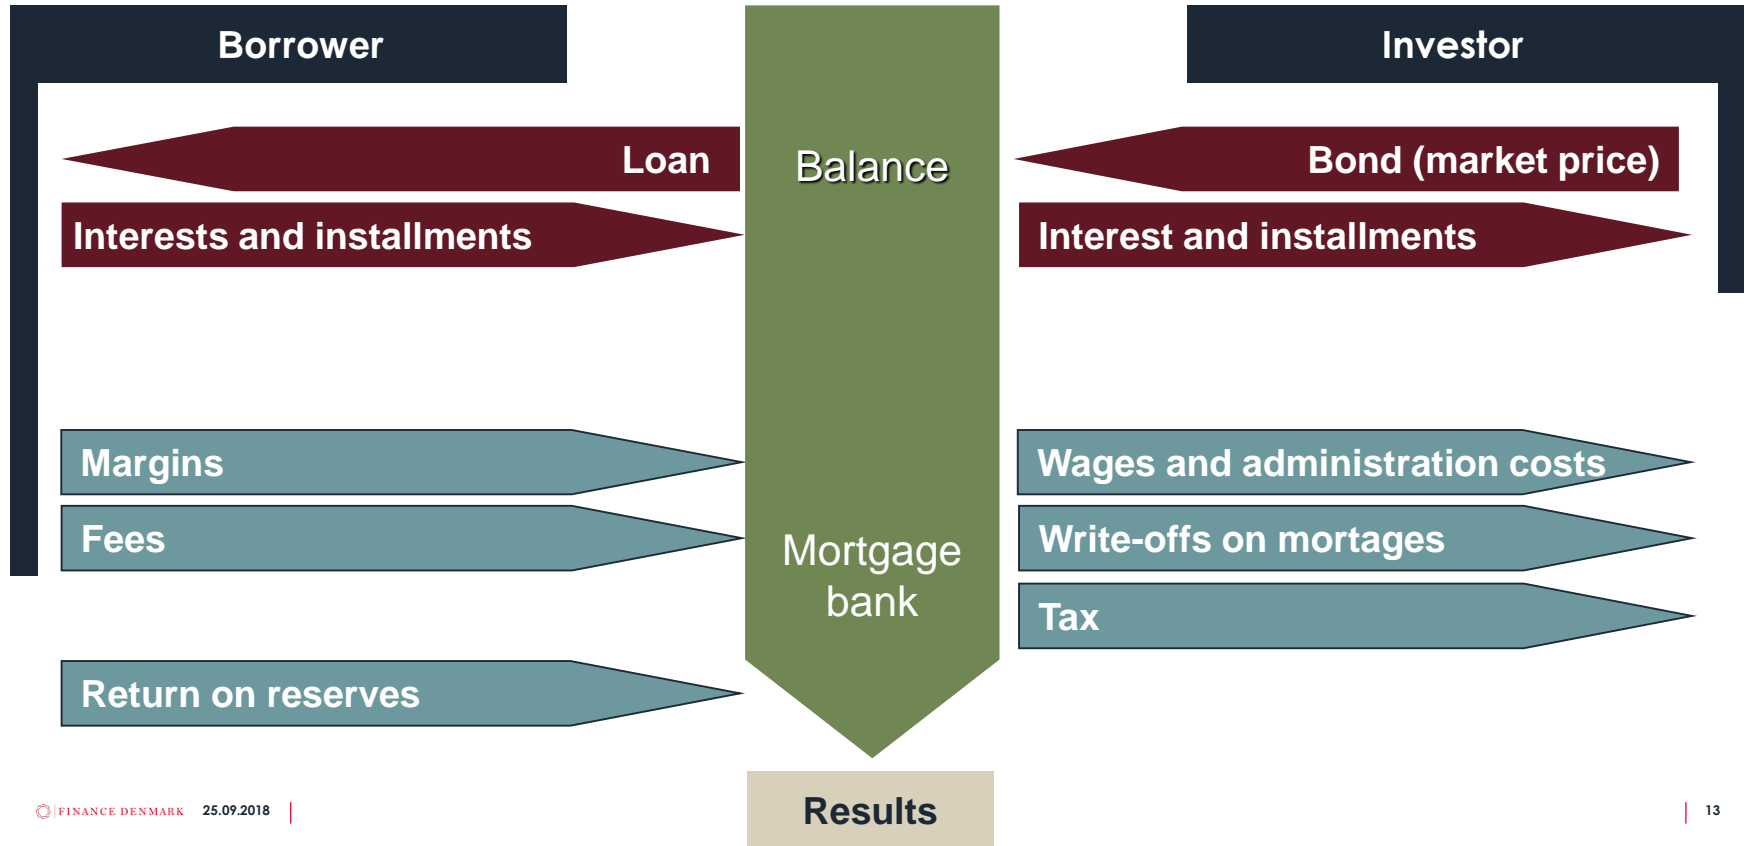 Borrower
Investor
Loan
Balance
Bond (market price)
Interests and installments
Interest and installments
Margins
Wages and administration costs
Fees
Mortgage
bank
Write-offs on mortages
Tax
Return on reserves
FINANCE DENMARK 25.09.2018
Results
13